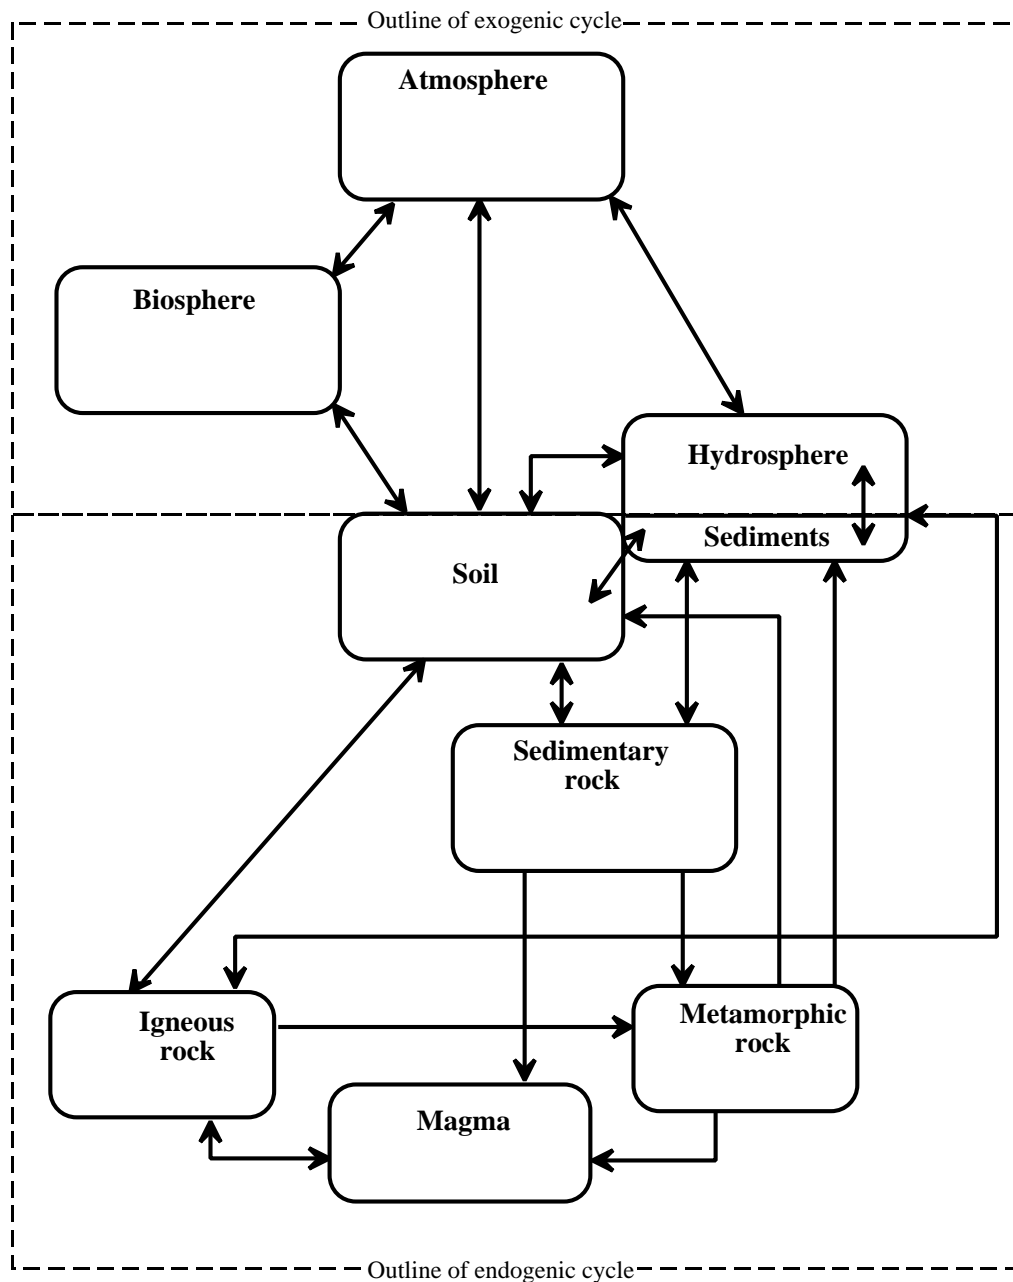 Outline of exogenic cycle
Atmosphere
Biosphere
Hydrosphere
Sediments
Soil
Sedimentary
rock
Igneous
rock
Metamorphic
rock
Magma
Outline of endogenic cycle